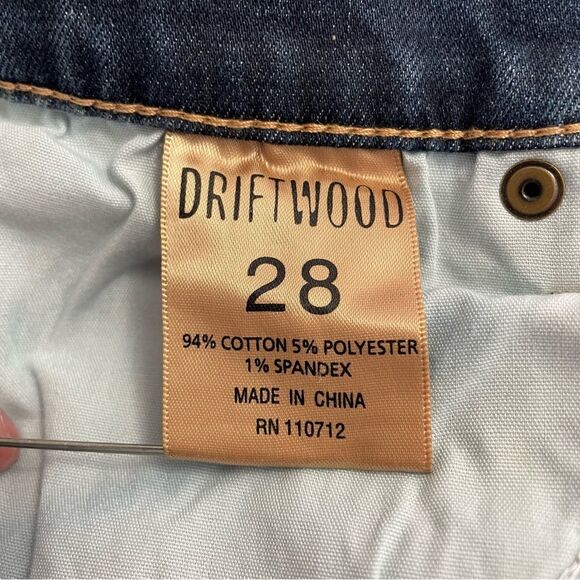 DRIFTWOOD
28
94% COTTON 5% POLYESTER
1% SPANDEX
MADE IN CHINA
RN 110712